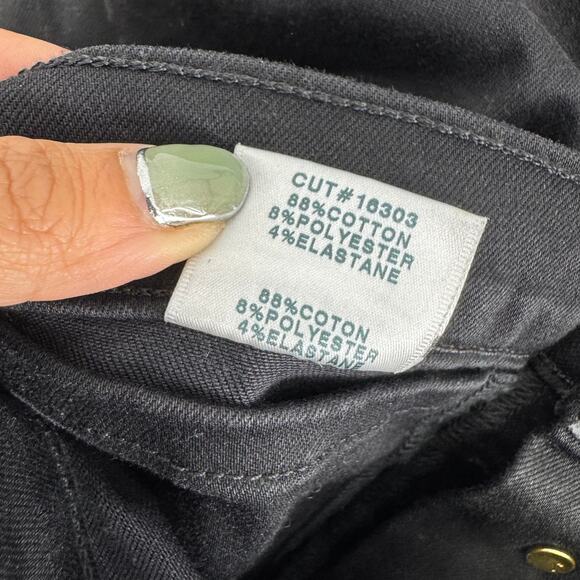 CUT#16303
88%COTTON
8%POLYESTER
4%ELASTANE
88%COTON
8%POLYESTER
4%ELASTANE